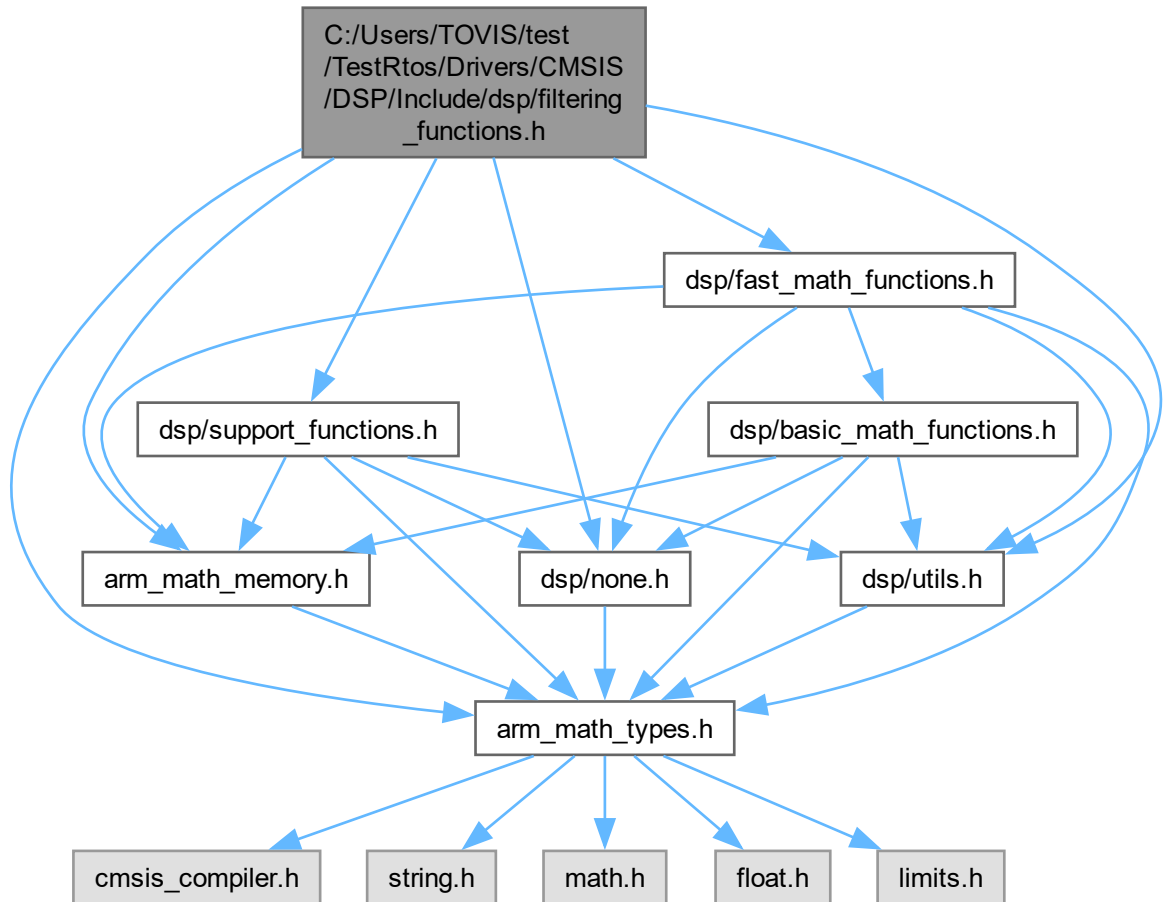 C:/Users/TOVIS/test
/TestRtos/Drivers/CMSIS
/DSP/Include/dsp/filtering
_functions.h
dsp/fast_math_functions.h
dsp/support_functions.h
dsp/basic_math_functions.h
arm_math_memory.h
dsp/none.h
dsp/utils.h
arm_math_types.h
cmsis_compiler.h
string.h
math.h
float.h
limits.h